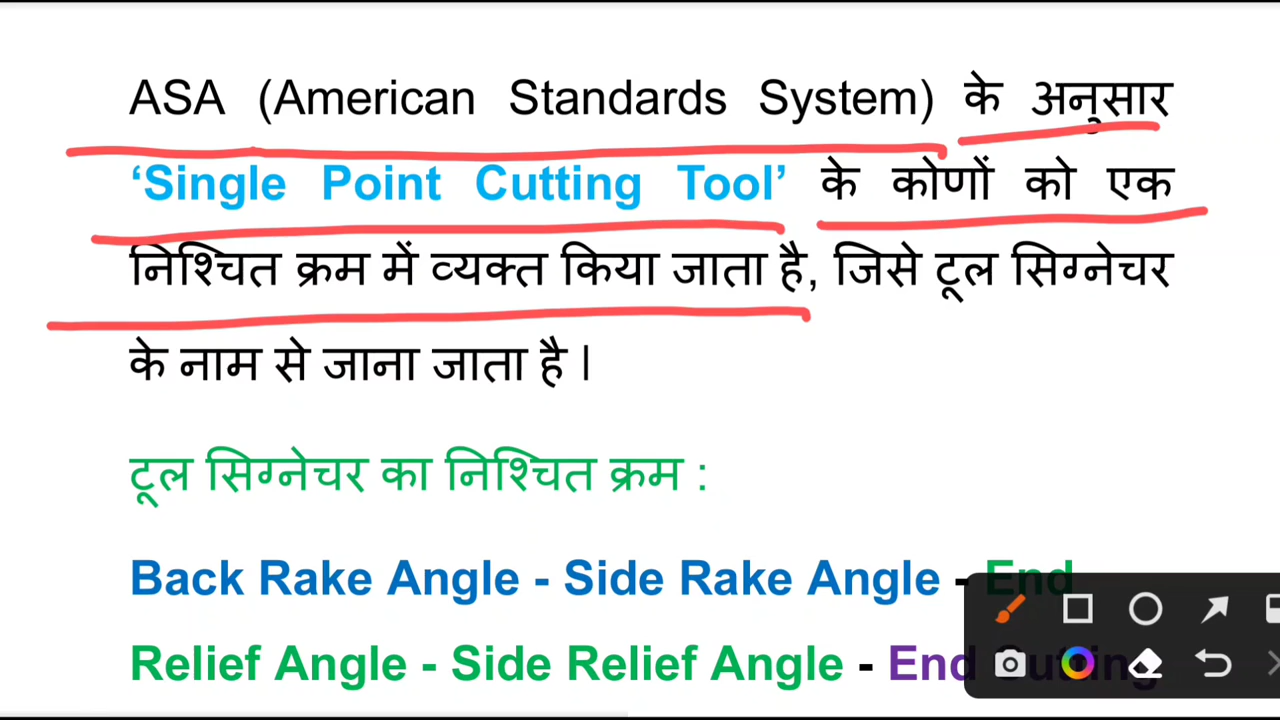 ASA (American Standards System) के अनुसार
‘Single Point Cutting Tool’ के कोणों को एक
निश्चित क्रम में व्यक्त किया जाता है, जिसे टूल सिग्नेचर
के नाम से जाना जाता है |
टूल सिग्नेचर का निश्चित क्रम :
Back Rake Angle - Side Rake Angle - End
Relief Angle - Side Relief Angle - End Cutting